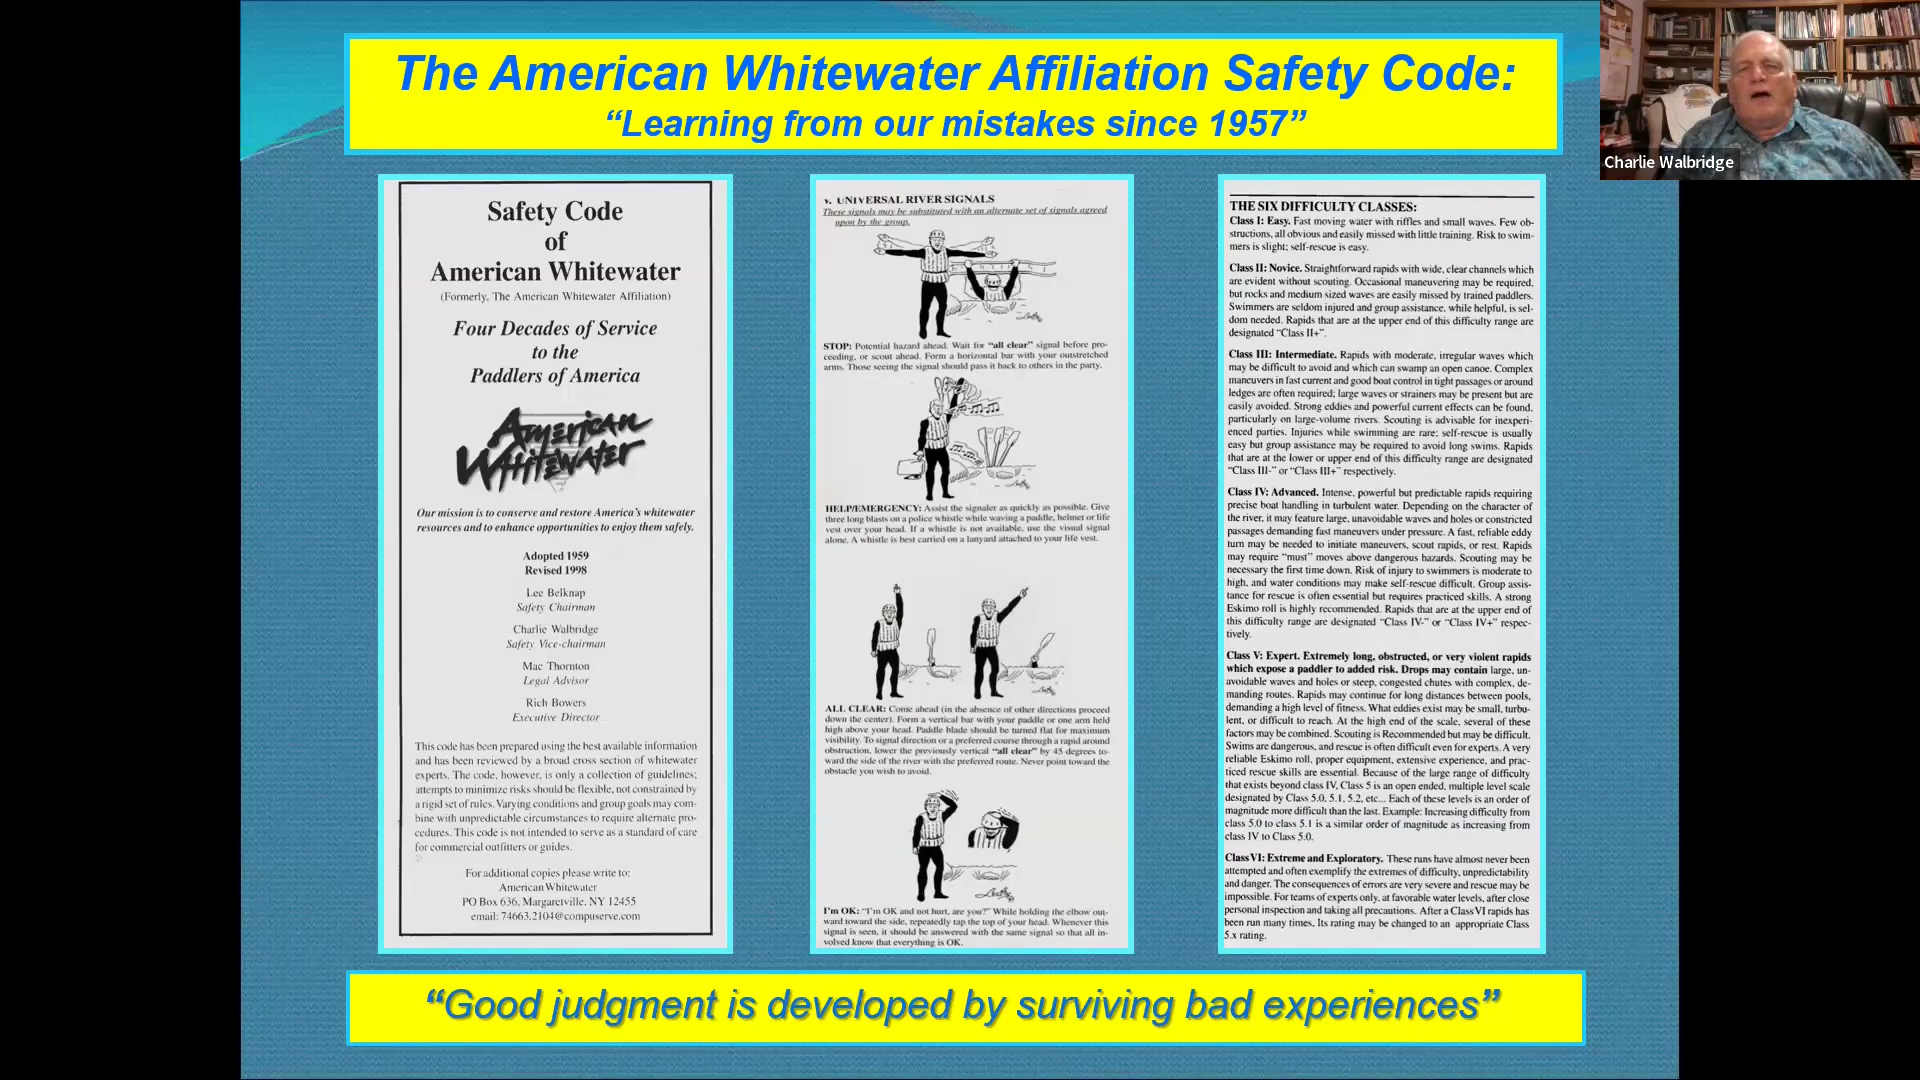 The American Whitewater Affiliation Safety Code:
“Learning from our mistakes since 1957”
Charlie Walbridge
Safety Code
of
American Whitewater
(Formerly, The American Whitewater Affiliation)
Four Decades of Service
to the
Paddlers of America
American
Whitewater
Our mission is to conserve and restore America's whitewater
resources and to enhance opportunities to enjoy them safely.
Adopted 1959
Revised 1998
Lee Belknap
Safety Chairman
Charlie Walbridge
Safety Vice-chairman
Mac Thornton
Legal Advisor
Rich Bowers
Executive Director
This code has been prepared using the best available information
and has been reviewed by a broad cross section of whitewater
experts. The code, however, is only a collection of guidelines;
attempts to minimize risks should be flexible, not constrained by
a rigid set of rules. Varying conditions and group goals may com-
bine with unpredictable circumstances to require alternate pro-
cedures. This code is not intended to serve as a standard of care
for commercial outfitters or guides.
For additional copies please write to:
American Whitewater
PO Box 636, Margaretville, NY 12455
email: 74663.2104@compuserve.com
V. UNIVERSAL RIVER SIGNALS
These signals may be substituted with an alternate set of signals agreed
upon by the group.
STOP: Potential hazard ahead. Wait for "all clear" signal before pro-
ceeding, or scout ahead. Form a horizontal bar with your outstretched
arms. Those seeing the signal should pass it back to others in the party.
HELP/EMERGENCY: Assist the signaler as quickly as possible. Give
three long blasts on a police whistle while waving a paddle, helmet or life
vest over your head. If a whistle is not available, use the visual signal
alone. A whistle is best carried on a lanyard attached to your life vest.
ALL CLEAR: Come ahead (in the absence of other directions proceed
down the center). Form a vertical bar with your paddle or one arm held
high above your head. Paddle blade should be turned flat for maximum
visibility. To signal direction or a preferred course through a rapid around
obstruction, lower the previously vertical "all clear" by 45 degrees to-
ward the side of the river with the preferred route. Never point toward the
obstacle you wish to avoid.
I'm OK: "I'm OK and not hurt, are you?" While holding the elbow out-
ward toward the side, repeatedly tap the top of your head. Whenever this
signal is seen, it should be answered with the same signal so that all in-
volved know that everything is OK.
THE SIX DIFFICULTY CLASSES:
Class I: Easy. Fast moving water with riffles and small waves. Few ob-
structions, all obvious and easily missed with little training. Risk to swim-
mers is slight; self-rescue is easy.
Class II: Novice. Straightforward rapids with wide, clear channels which
are evident without scouting. Occasional maneuvering may be required,
but rocks and medium sized waves are easily missed by trained paddlers.
Swimmers are seldom injured and group assistance, while helpful, is sel-
dom needed. Rapids that are at the upper end of this difficulty range are
designated "Class II+".
Class III: Intermediate. Rapids with moderate, irregular waves which
may be difficult to avoid and which can swamp an open canoe. Complex
maneuvers in fast current and good boat control in tight passages or around
ledges are often required; large waves or strainers may be present but are
easily avoided. Strong eddies and powerful current effects can be found,
particularly on large-volume rivers. Scouting is advisable for inexperi-
enced parties. Injuries while swimming are rare; self-rescue is usually
easy but group assistance may be required to avoid long swims. Rapids
that are at the lower or upper end of this difficulty range are designated
"Class III-" or "Class III+" respectively.
Class IV: Advanced. Intense, powerful but predictable rapids requiring
precise boat handling in turbulent water. Depending on the character of
the river, it may feature large, unavoidable waves and holes or constricted
passages demanding fast maneuvers under pressure. A fast, reliable eddy
turn may be needed to initiate maneuvers, scout rapids, or rest. Rapids
may require "must" moves above dangerous hazards. Scouting may be
necessary the first time down. Risk of injury to swimmers is moderate to
high, and water conditions may make self-rescue difficult. Group assis-
tance for rescue is often essential but requires practiced skills. A strong
Eskimo roll is highly recommended. Rapids that are at the upper end of
this difficulty range are designated "Class IV-" or "Class IV+" respec-
tively.
Class V: Expert. Extremely long, obstructed, or very violent rapids
which expose a paddler to added risk. Drops may contain large, un-
avoidable waves and holes or steep, congested chutes with complex, de-
manding routes. Rapids may continue for long distances between pools,
demanding a high level of fitness. What eddies exist may be small, turbu-
lent, or difficult to reach. At the high end of the scale, several of these
factors may be combined. Scouting is Recommended but may be difficult.
Swims are dangerous, and rescue is often difficult even for experts. A very
reliable Eskimo roll, proper equipment, extensive experience, and prac-
ticed rescue skills are essential. Because of the large range of difficulty
that exists beyond class IV, Class 5 is an open ended, multiple level scale
designated by Class 5.0, 5.1, 5.2, etc... Each of these levels is an order of
magnitude more difficult than the last. Example: Increasing difficulty from
class 5.0 to class 5.1 is a similar order of magnitude as increasing from
class IV to Class 5.0.
Class VI: Extreme and Exploratory. These runs have almost never been
attempted and often exemplify the extremes of difficulty, unpredictability
and danger. The consequences of errors are very severe and rescue may be
impossible. For teams of experts only, at favorable water levels, after close
personal inspection and taking all precautions. After a Class VI rapids has
been run many times, Its rating may be changed to an appropriate Class
5.x rating.
“Good judgment is developed by surviving bad experiences”